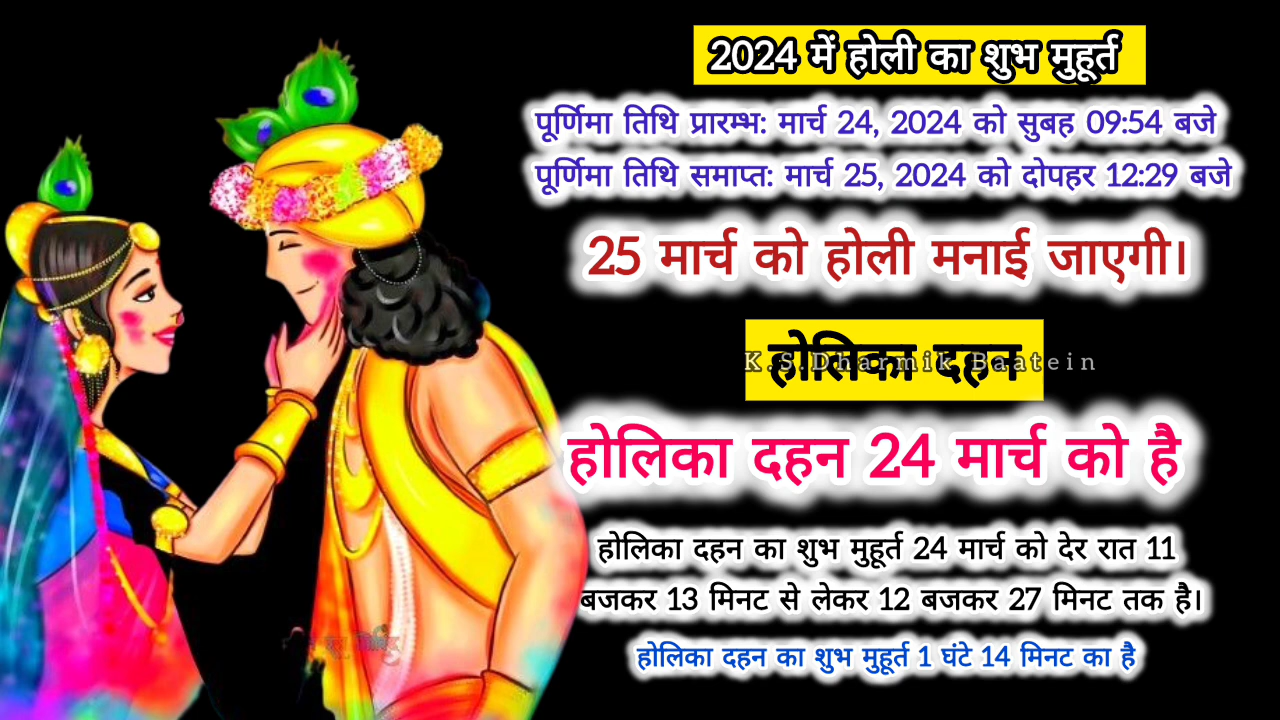 2024 में होली का शुभ मुहूर्त
पूर्णिमा तिथि प्रारम्भ: मार्च 24, 2024 को सुबह 09:54 बजे
पूर्णिमा तिथि समाप्त: मार्च 25, 2024 को दोपहर 12:29 बजे
25 मार्च को होली मनाई जाएगी।
होलिका दहन
K.S.Dharmik Baatein
होलिका दहन 24 मार्च को है
होलिका दहन का शुभ मुहूर्त 24 मार्च को देर रात 11
बजकर 13 मिनट से लेकर 12 बजकर 27 मिनट तक है।
होलिका दहन का शुभ मुहूर्त 1 घंटे 14 मिनट का है